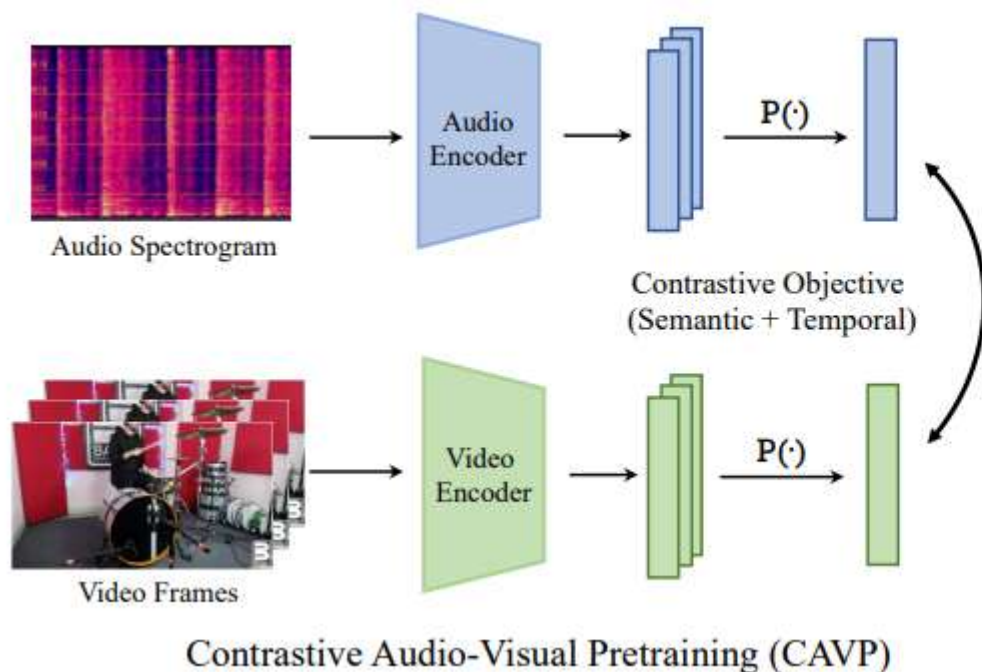 Audio Spectrogram
Audio
Encoder
P(·)
Contrastive Objective
(Semantic + Temporal)
Video Frames
Video
Encoder
P(·)
Contrastive Audio-Visual Pretraining (CAVP)